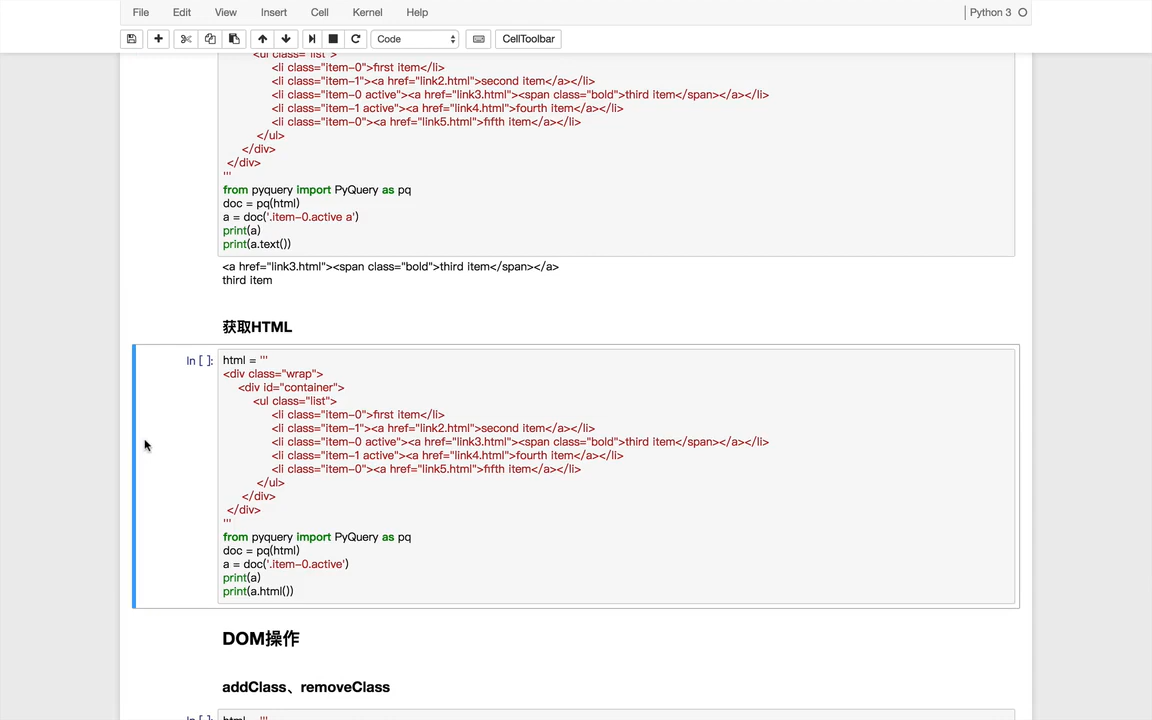 File Edit View Insert Cell Kernel Help Python 3
Code CellToolbar
<ul class="list">
<li class="item-0">first item</li>
<li class="item-1"><a href="link2.html">second item</a></li>
<li class="item-0 active"><a href="link3.html"><span class="bold">third item</span></a></li>
<li class="item-1 active"><a href="link4.html">fourth item</a></li>
<li class="item-0"><a href="link5.html">fifth item</a></li>
</ul>
</div>
</div>
'''
from pyquery import PyQuery as pq
doc = pq(html)
a = doc('.item-0.active a')
print(a)
print(a.text())
<a href="link3.html"><span class="bold">third item</span></a>
third item
获取HTML
In [ ]: html = '''
<div class="wrap">
<div id="container">
<ul class="list">
<li class="item-0">first item</li>
<li class="item-1"><a href="link2.html">second item</a></li>
<li class="item-0 active"><a href="link3.html"><span class="bold">third item</span></a></li>
<li class="item-1 active"><a href="link4.html">fourth item</a></li>
<li class="item-0"><a href="link5.html">fifth item</a></li>
</ul>
</div>
</div>
'''
from pyquery import PyQuery as pq
doc = pq(html)
a = doc('.item-0.active')
print(a)
print(a.html())
DOM操作
addClass、removeClass
In [ ]: html = '''